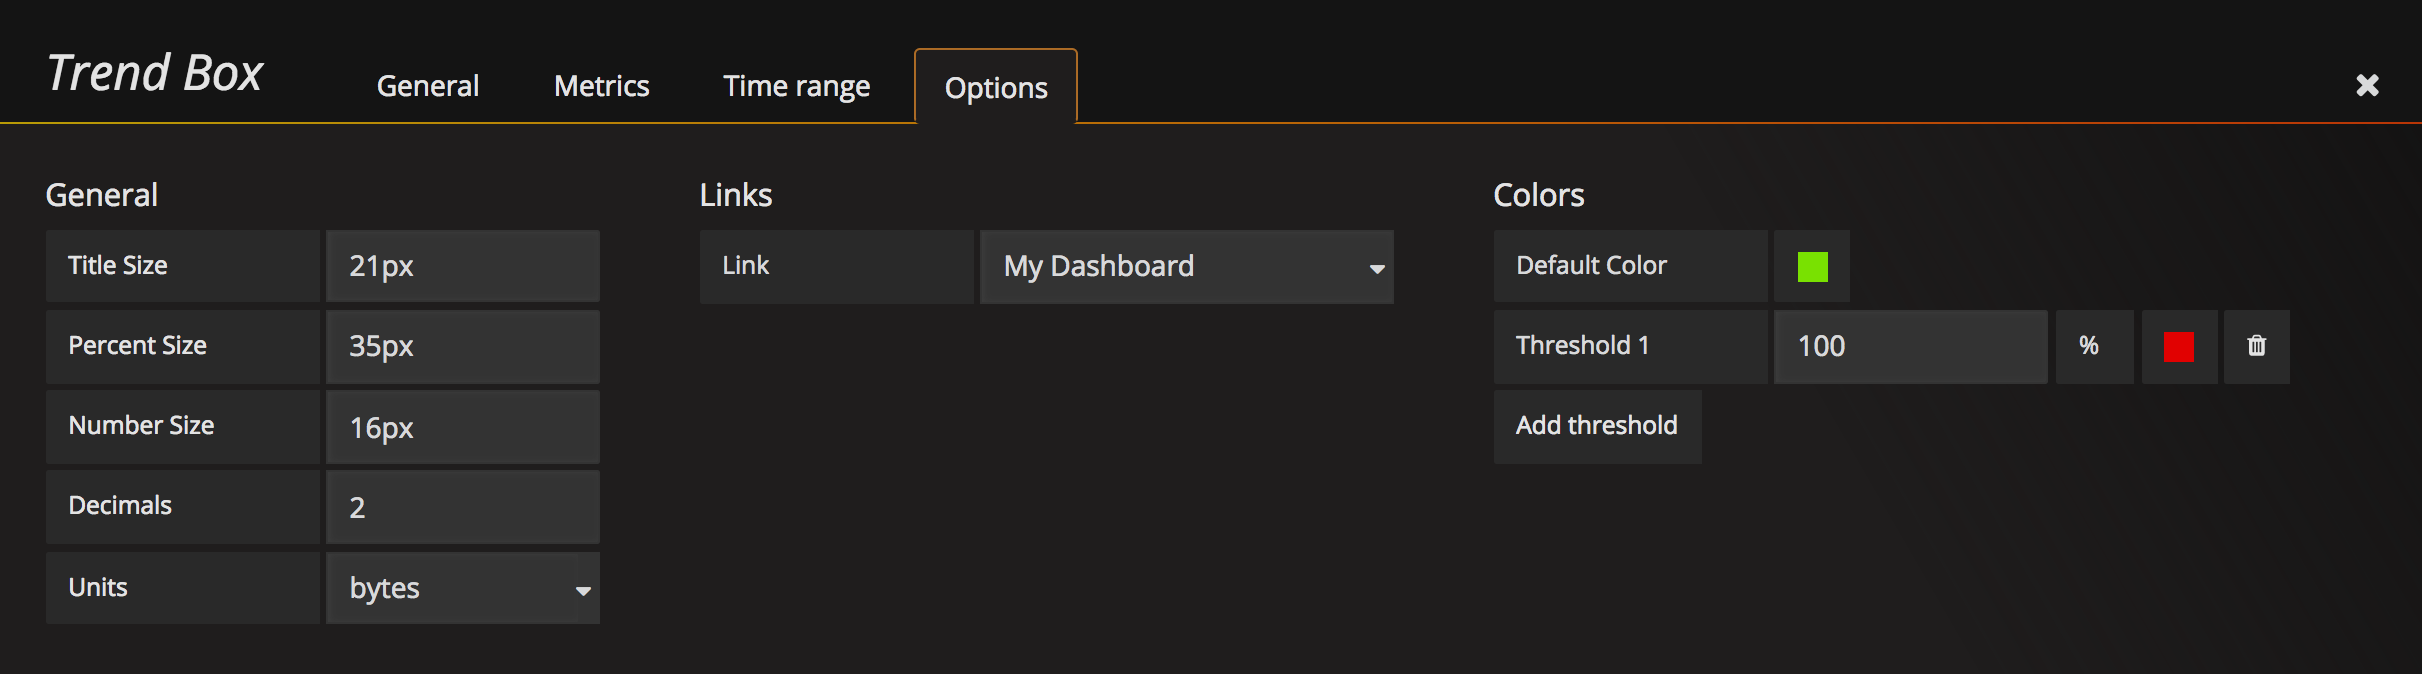 Trend Box
General
Metrics
Time range
Options
General
Title Size
21px
Percent Size
35px
Number Size
16px
Decimals
2
Units
bytes
Links
Link
My Dashboard
Colors
Default Color
Threshold 1
100
%
Add threshold